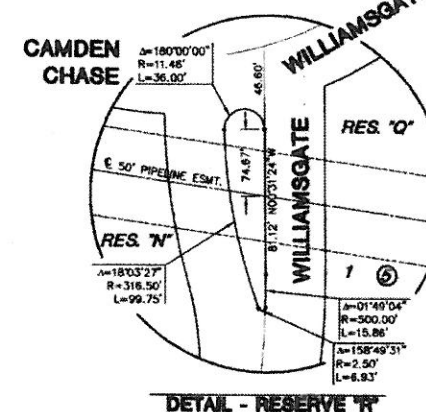 WILLIAMSGATE
CAMDEN
CHASE
Δ=180°00'00"
R=11.46'
L=36.00'
46.60'
WILLIAMSGATE
RES. "Q"
74.67"
81.12' N00°31'24"W
℄ 50' PIPELINE ESMT.
RES. "N"
Δ=18°03'27"
R=316.50'
L=99.75'
1 5
Δ=01°49'04"
R=500.00'
L=15.86'
Δ=158°49'31"
R=2.50'
L=6.93'
DETAIL - RESERVE "R"